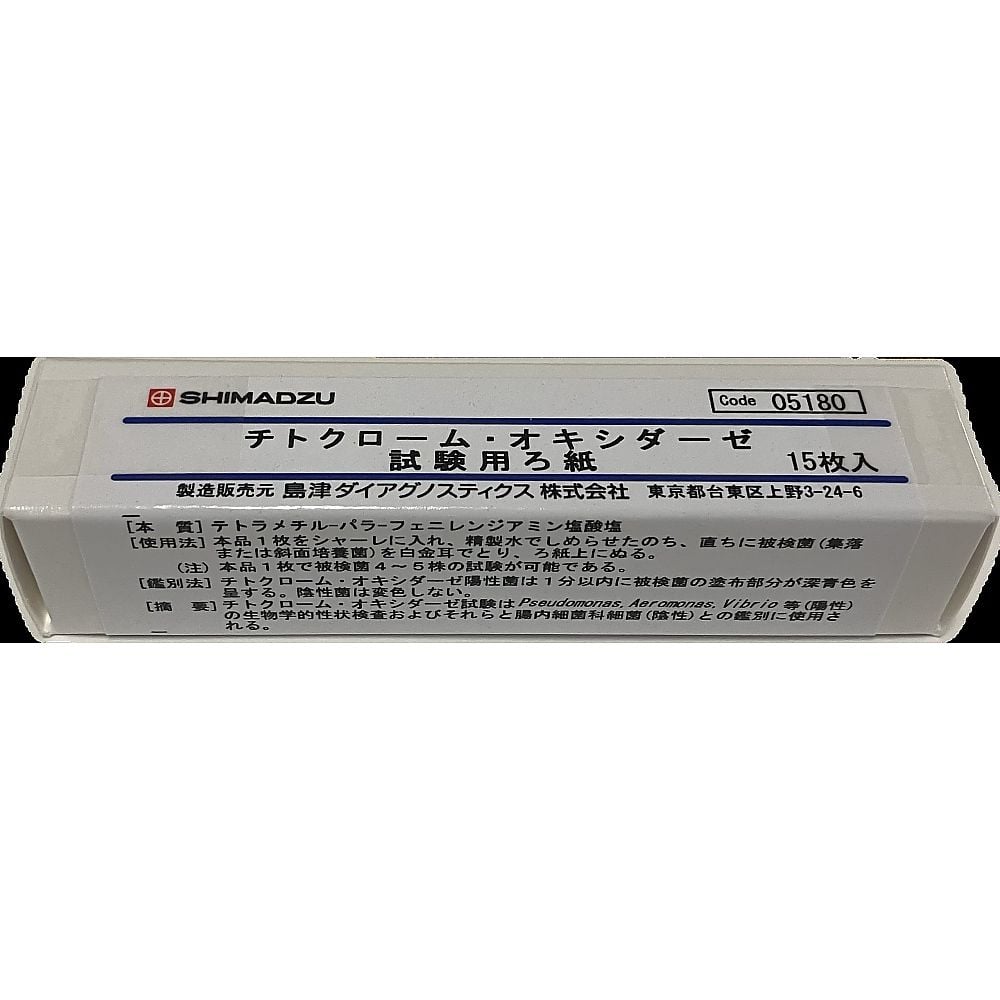 SHIMADZU
Code 05180
チトクローム・オキシダーゼ
試験用ろ紙 15枚入
製造販売元 島津ダイアグノスティクス 株式会社 東京都台東区上野3-24-6
[本 質] テトラメチル-パラ-フェニレンジアミン塩酸塩
[使用法] 本品1枚をシャーレに入れ、精製水でしめらせたのち、直ちに被検菌(集落
または斜面培養菌)を白金耳でとり、ろ紙上にぬる。
(注) 本品1枚で被検菌4～5株の試験が可能である。
[鑑別法] チトクローム・オキシダーゼ陽性菌は1分以内に被検菌の塗布部分が深青色を
呈する。陰性菌は変色しない。
[摘 要] チトクローム・オキシダーゼ試験はPseudomonas, Aeromonas, Vibrio 等(陽性)
の生物学的性状検査およびそれらと腸内細菌科細菌(陰性)との鑑別に使用さ
れる。